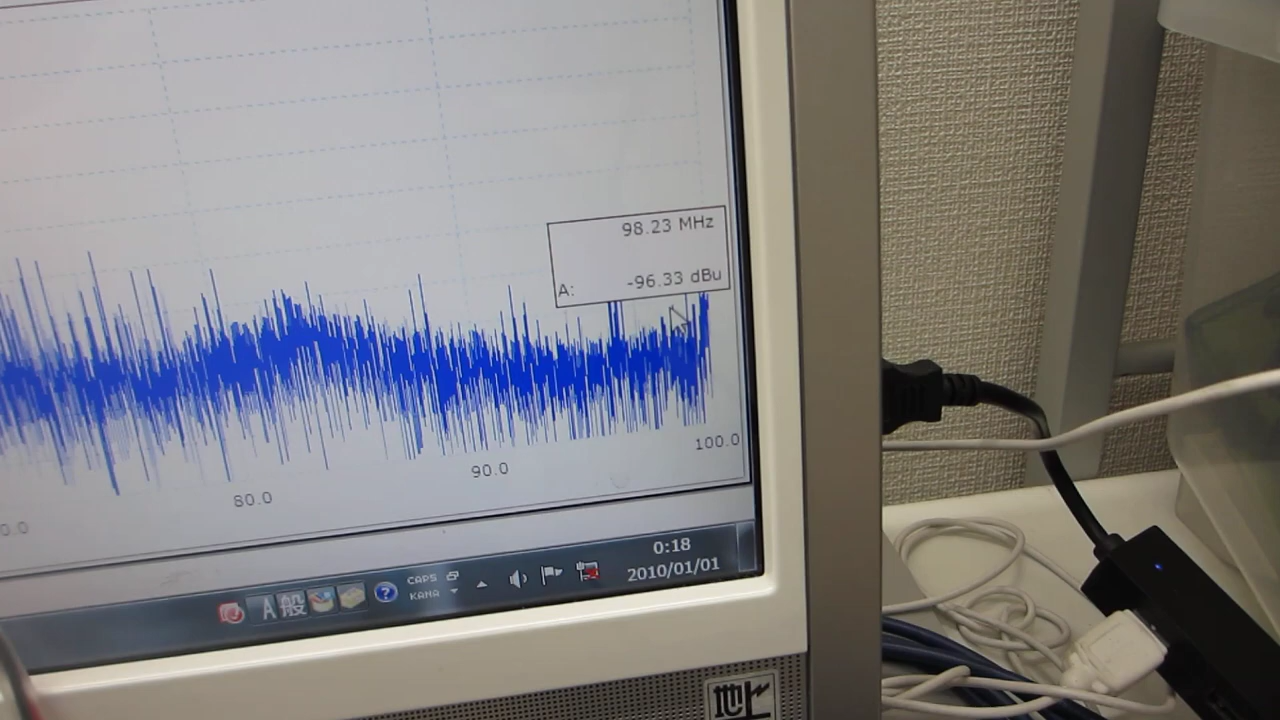 98.23 MHz
A: -96.33 dBu
100.0
90.0
80.0
0.0
A 般
CAPS
KANA
0:18
2010/01/01